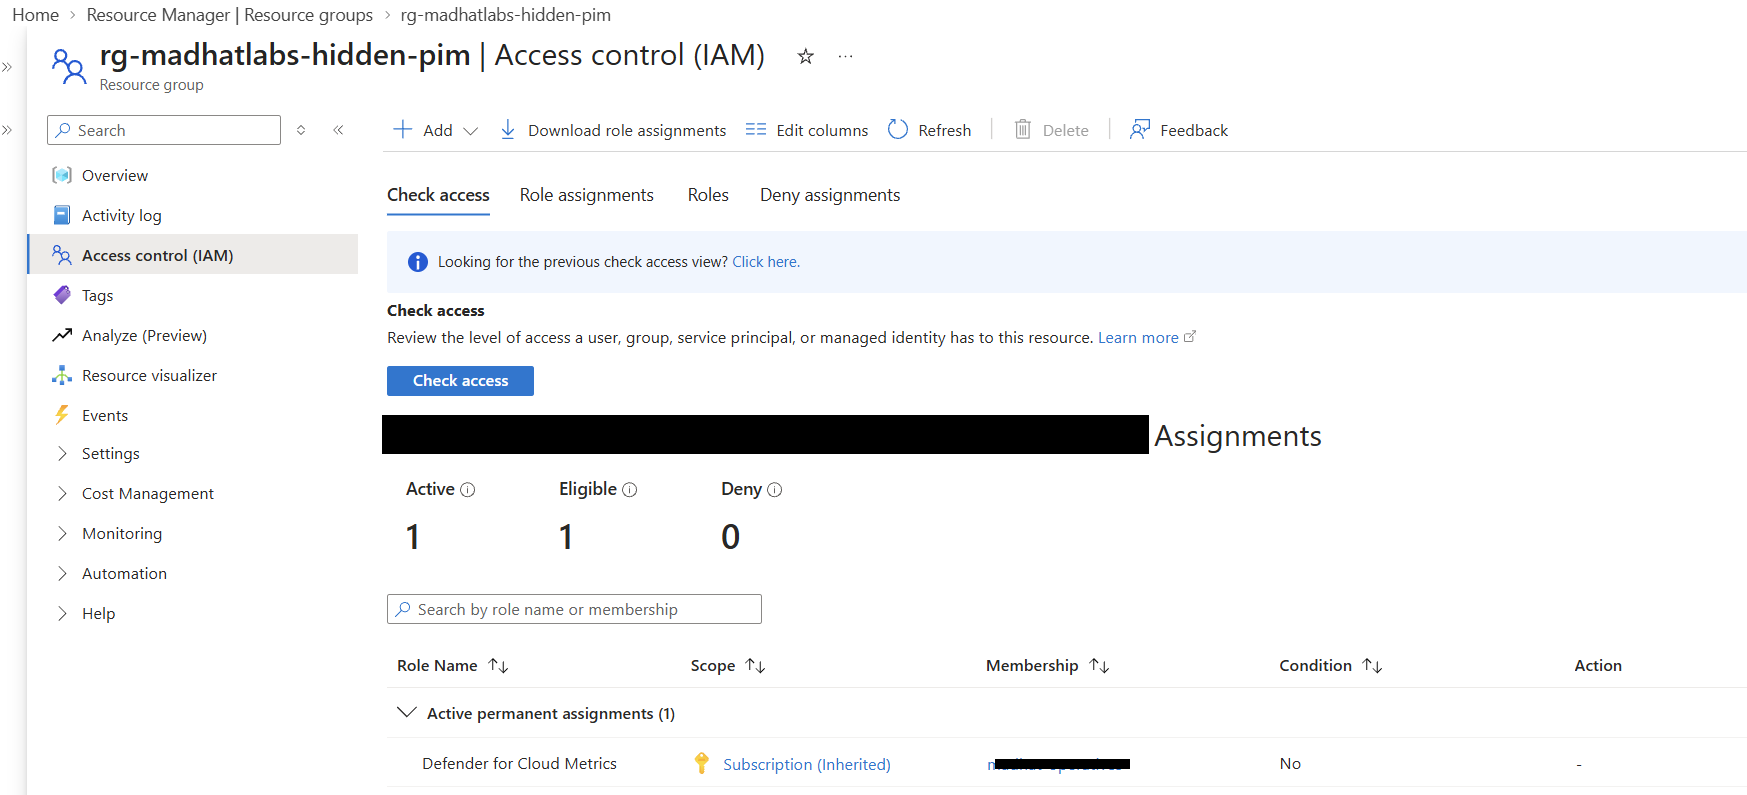 Home > Resource Manager | Resource groups > rg-madhatlabs-hidden-pim
rg-madhatlabs-hidden-pim | Access control (IAM)
Resource group
Search
Overview
Activity log
Access control (IAM)
Tags
Analyze (Preview)
Resource visualizer
Events
Settings
Cost Management
Monitoring
Automation
Help
Add
Download role assignments
Edit columns
Refresh
Delete
Feedback
Check access
Role assignments
Roles
Deny assignments
Looking for the previous check access view? Click here.
Check access
Review the level of access a user, group, service principal, or managed identity has to this resource. Learn more
Check access
Assignments
Active
Eligible
Deny
1
1
0
Search by role name or membership
Role Name
Scope
Membership
Condition
Action
Active permanent assignments (1)
Defender for Cloud Metrics
Subscription (Inherited)
No
-